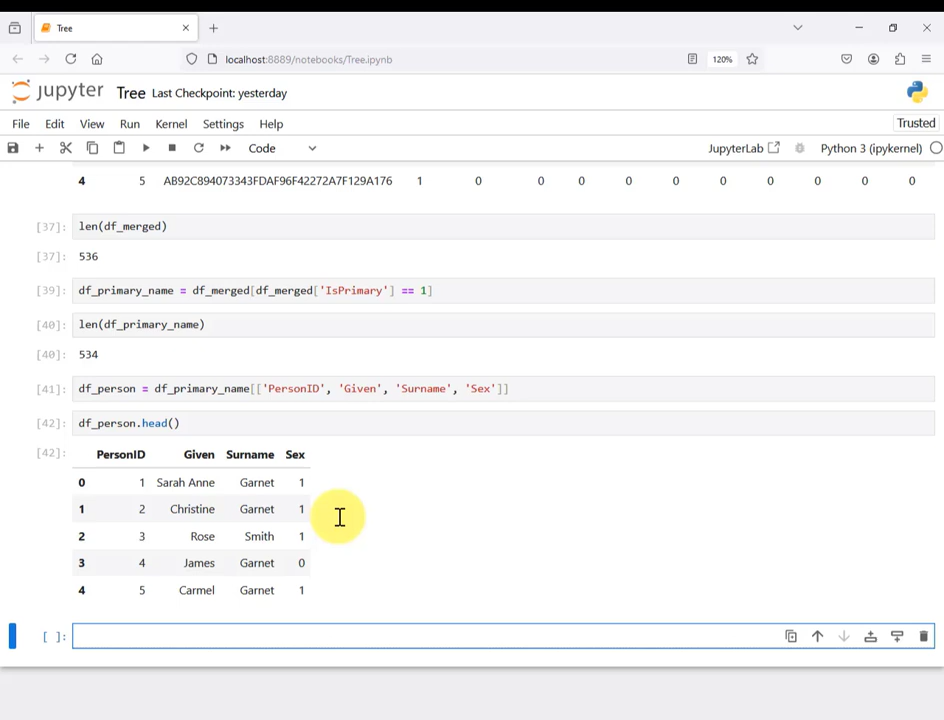 Tree
localhost:8889/notebooks/Tree.ipynb
120%
jupyter Tree Last Checkpoint: yesterday
File Edit View Run Kernel Settings Help
Trusted
Code
JupyterLab
Python 3 (ipykernel)
4 5 AB92C894073343FDAF96F42272A7F129A176 1 0 0 0 0 0 0 0 0 0
[37]: len(df_merged)
[37]: 536
[39]: df_primary_name = df_merged[df_merged['IsPrimary'] == 1]
[40]: len(df_primary_name)
[40]: 534
[41]: df_person = df_primary_name[['PersonID', 'Given', 'Surname', 'Sex']]
[42]: df_person.head()
[42]: PersonID Given Surname Sex
0 1 Sarah Anne Garnet 1
1 2 Christine Garnet 1
2 3 Rose Smith 1
3 4 James Garnet 0
4 5 Carmel Garnet 1
[ ]: